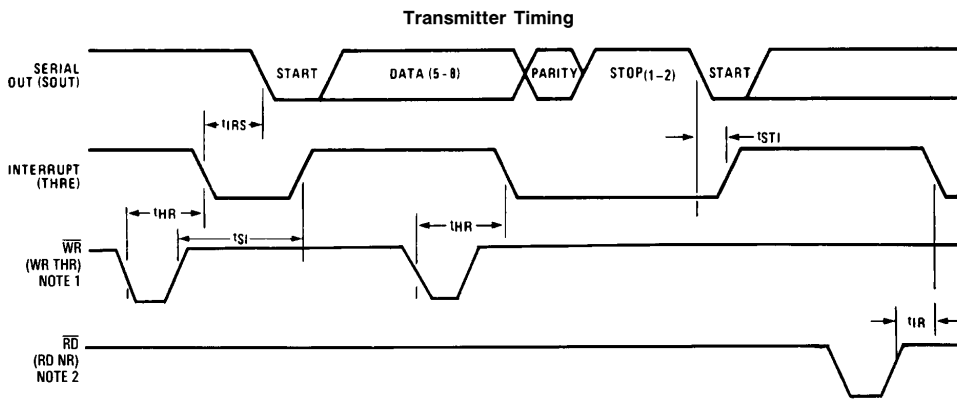 Transmitter Timing
SERIAL
OUT (SOUT)
START
DATA (5-8)
PARITY
STOP(1-2)
START
tIRS
tSTI
INTERRUPT
(THRE)
tHR
tHR
tSI
WR
(WR THR)
NOTE 1
tIR
RD
(RD NR)
NOTE 2